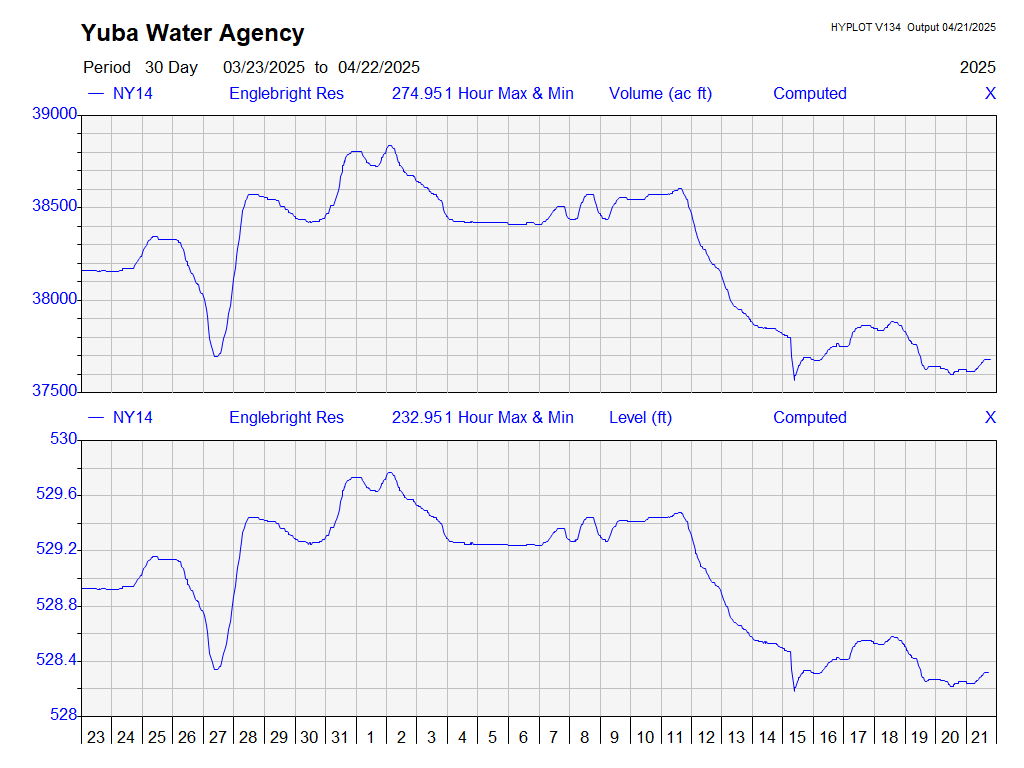 Yuba Water Agency
HYPLOT V134 Output 04/21/2025
Period 30 Day 03/23/2025 to 04/22/2025 2025
NY14 Englebright Res 274.951 Hour Max & Min Volume (ac ft) Computed X
39000
38500
38000
37500
NY14 Englebright Res 232.951 Hour Max & Min Level (ft) Computed X
530
529.6
529.2
528.8
528.4
528
23 24 25 26 27 28 29 30 31 1 2 3 4 5 6 7 8 9 10 11 12 13 14 15 16 17 18 19 20 21